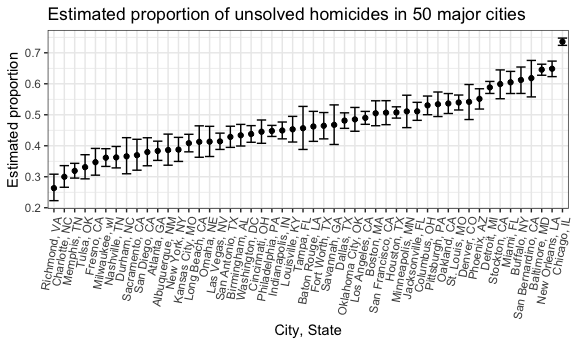 Estimated proportion of unsolved homicides in 50 major cities
Estimated proportion
0.7
0.6
0.5
0.4
0.3
0.2
Richmond, VA
Charlotte, NC
Memphis, TN
Tulsa, OK
Fresno, CA
Milwaukee, wI
Nashville, TN
Durham, NC
Sacramento, CA
San Diego, CA
Atlanta, GA
Albuquerque, NM
New York, NY
Kansas City, MO
Long Beach, CA
Omaha, NE
Las Vegas, NV
San Antonio, TX
Birmingham, AL
Washington, DC
Cincinnati, OH
Philadelphia, PA
Indianapolis, IN
Louisville, KY
Tampa, FL
Baton Rouge, LA
Fort Worth, TX
Savannah, GA
Dallas, TX
Oklahoma City, OK
Los Angeles, CA
Boston, MA
San Francisco, CA
Houston, TX
Minneapolis, MN
Jacksonville, FL
Columbus, OH
Pittsburgh, PA
Oakland, CA
St. Louis, MO
Denver, CO
Phoenix, AZ
Detroit, MI
Stockton, CA
Miami, FL
Buffalo, NY
San Bernardino, CA
Baltimore, MD
New Orleans, LA
Chicago, IL
City, State